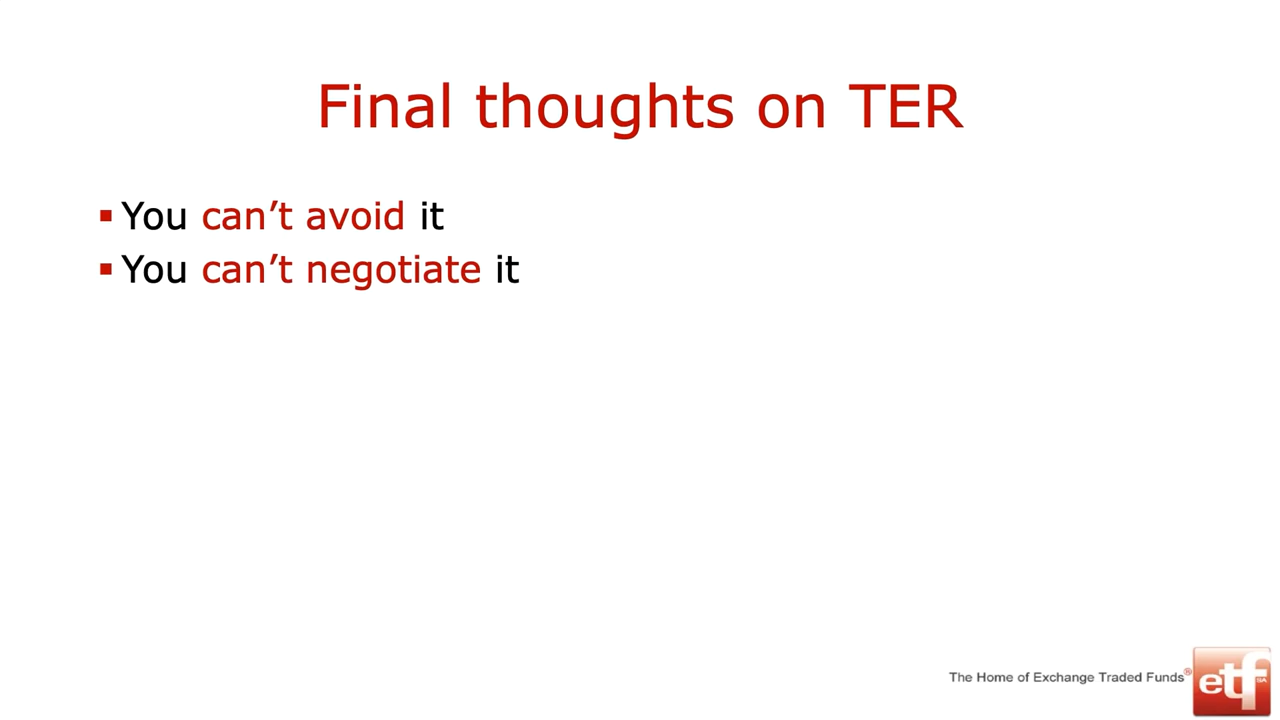 Final thoughts on TER
▪ You can’t avoid it
▪ You can’t negotiate it
The Home of Exchange Traded Funds®
etf
SA